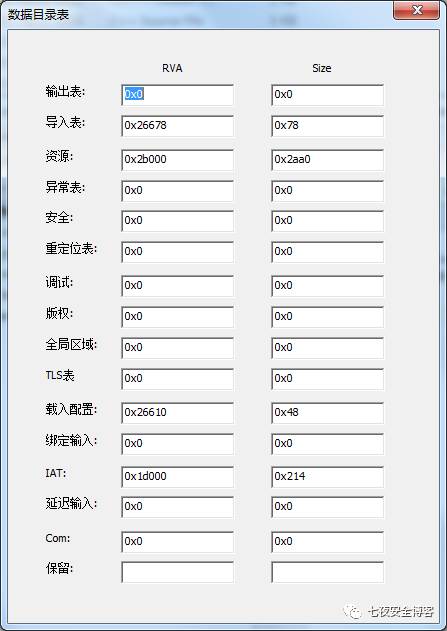 数据目录表
RVA Size
输出表: 0x0 0x0
导入表: 0x26678 0x78
资源: 0x2b000 0x2aa0
异常表: 0x0 0x0
安全: 0x0 0x0
重定位表: 0x0 0x0
调试: 0x0 0x0
版权: 0x0 0x0
全局区域: 0x0 0x0
TLS表 0x0 0x0
载入配置: 0x26610 0x48
绑定输入: 0x0 0x0
IAT: 0x1d000 0x214
延迟输入: 0x0 0x0
Com: 0x0 0x0
保留:
七夜安全博客